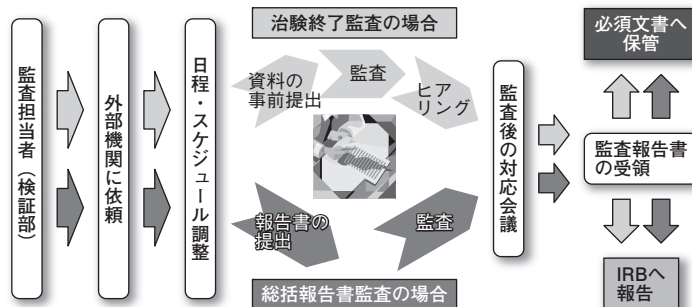 監査担当者（検証部）
外部機関に依頼
日程・スケジュール調整
治験終了監査の場合
資料の
事前提出
監査
ヒア
リング
報告書の
提出
監査
総括報告書監査の場合
監査後の対応会議
必須文書へ
保管
監査報告書
の受領
IRBへ
報告